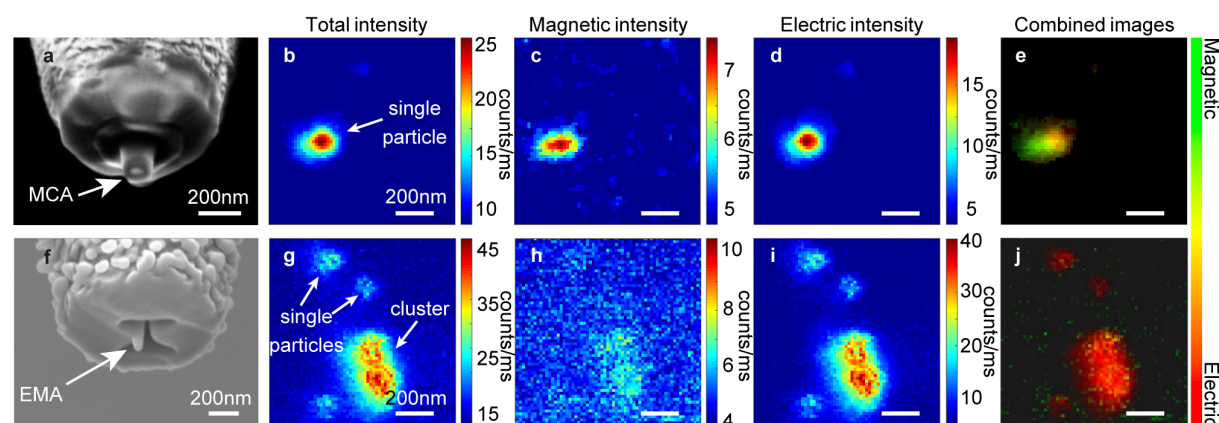 Total intensity
Magnetic intensity
Electric intensity
Combined images
a
MCA
200nm
b
single
particle
200nm
25
20
15
10
counts/ms
c
7
6
5
counts/ms
d
15
10
5
counts/ms
e
Magnetic
f
EMA
200nm
g
single
particles
cluster
200nm
45
35
25
15
counts/ms
h
10
8
6
4
counts/ms
i
40
30
20
10
counts/ms
j
Electric